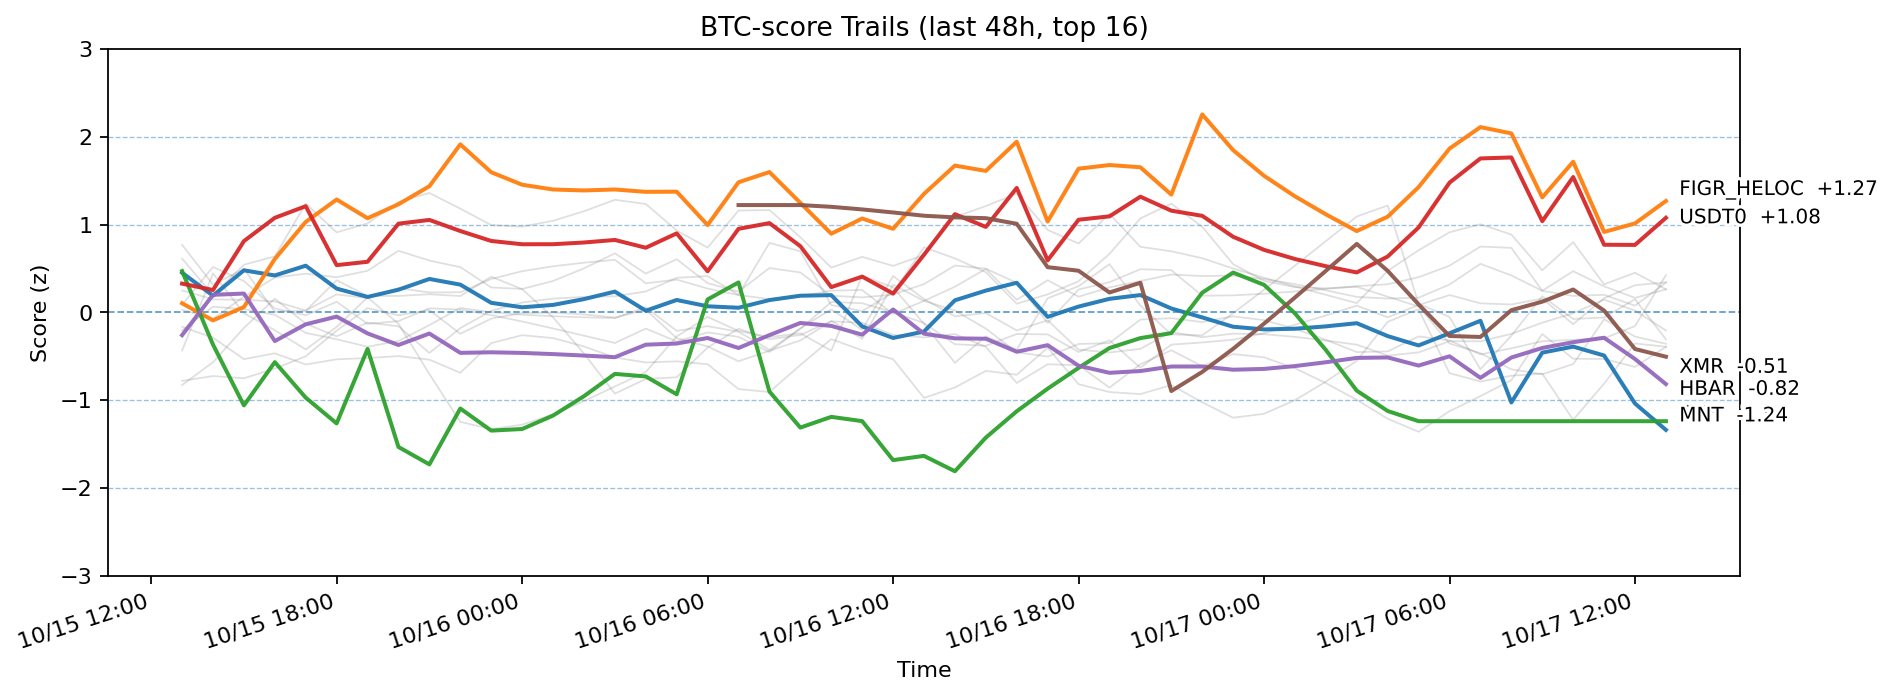 BTC-score Trails (last 48h, top 16)
Score (z)
3
2
1
0
−1
−2
−3
FIGR_HELOC +1.27
USDT0 +1.08
XMR -0.51
HBAR -0.82
MNT -1.24
10/15 12:00
10/15 18:00
10/16 00:00
10/16 06:00
10/16 12:00
10/16 18:00
10/17 00:00
10/17 06:00
10/17 12:00
Time